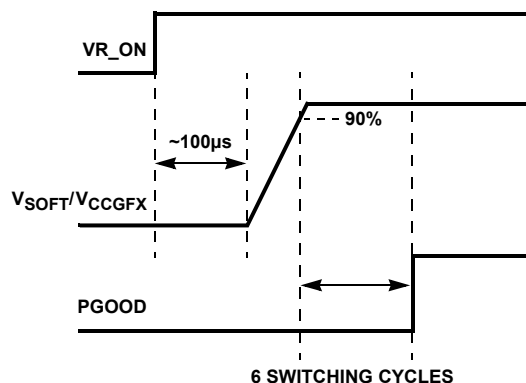 VR_ON
~100µs
90%
VSOFT/VCCGFX
PGOOD
6 SWITCHING CYCLES